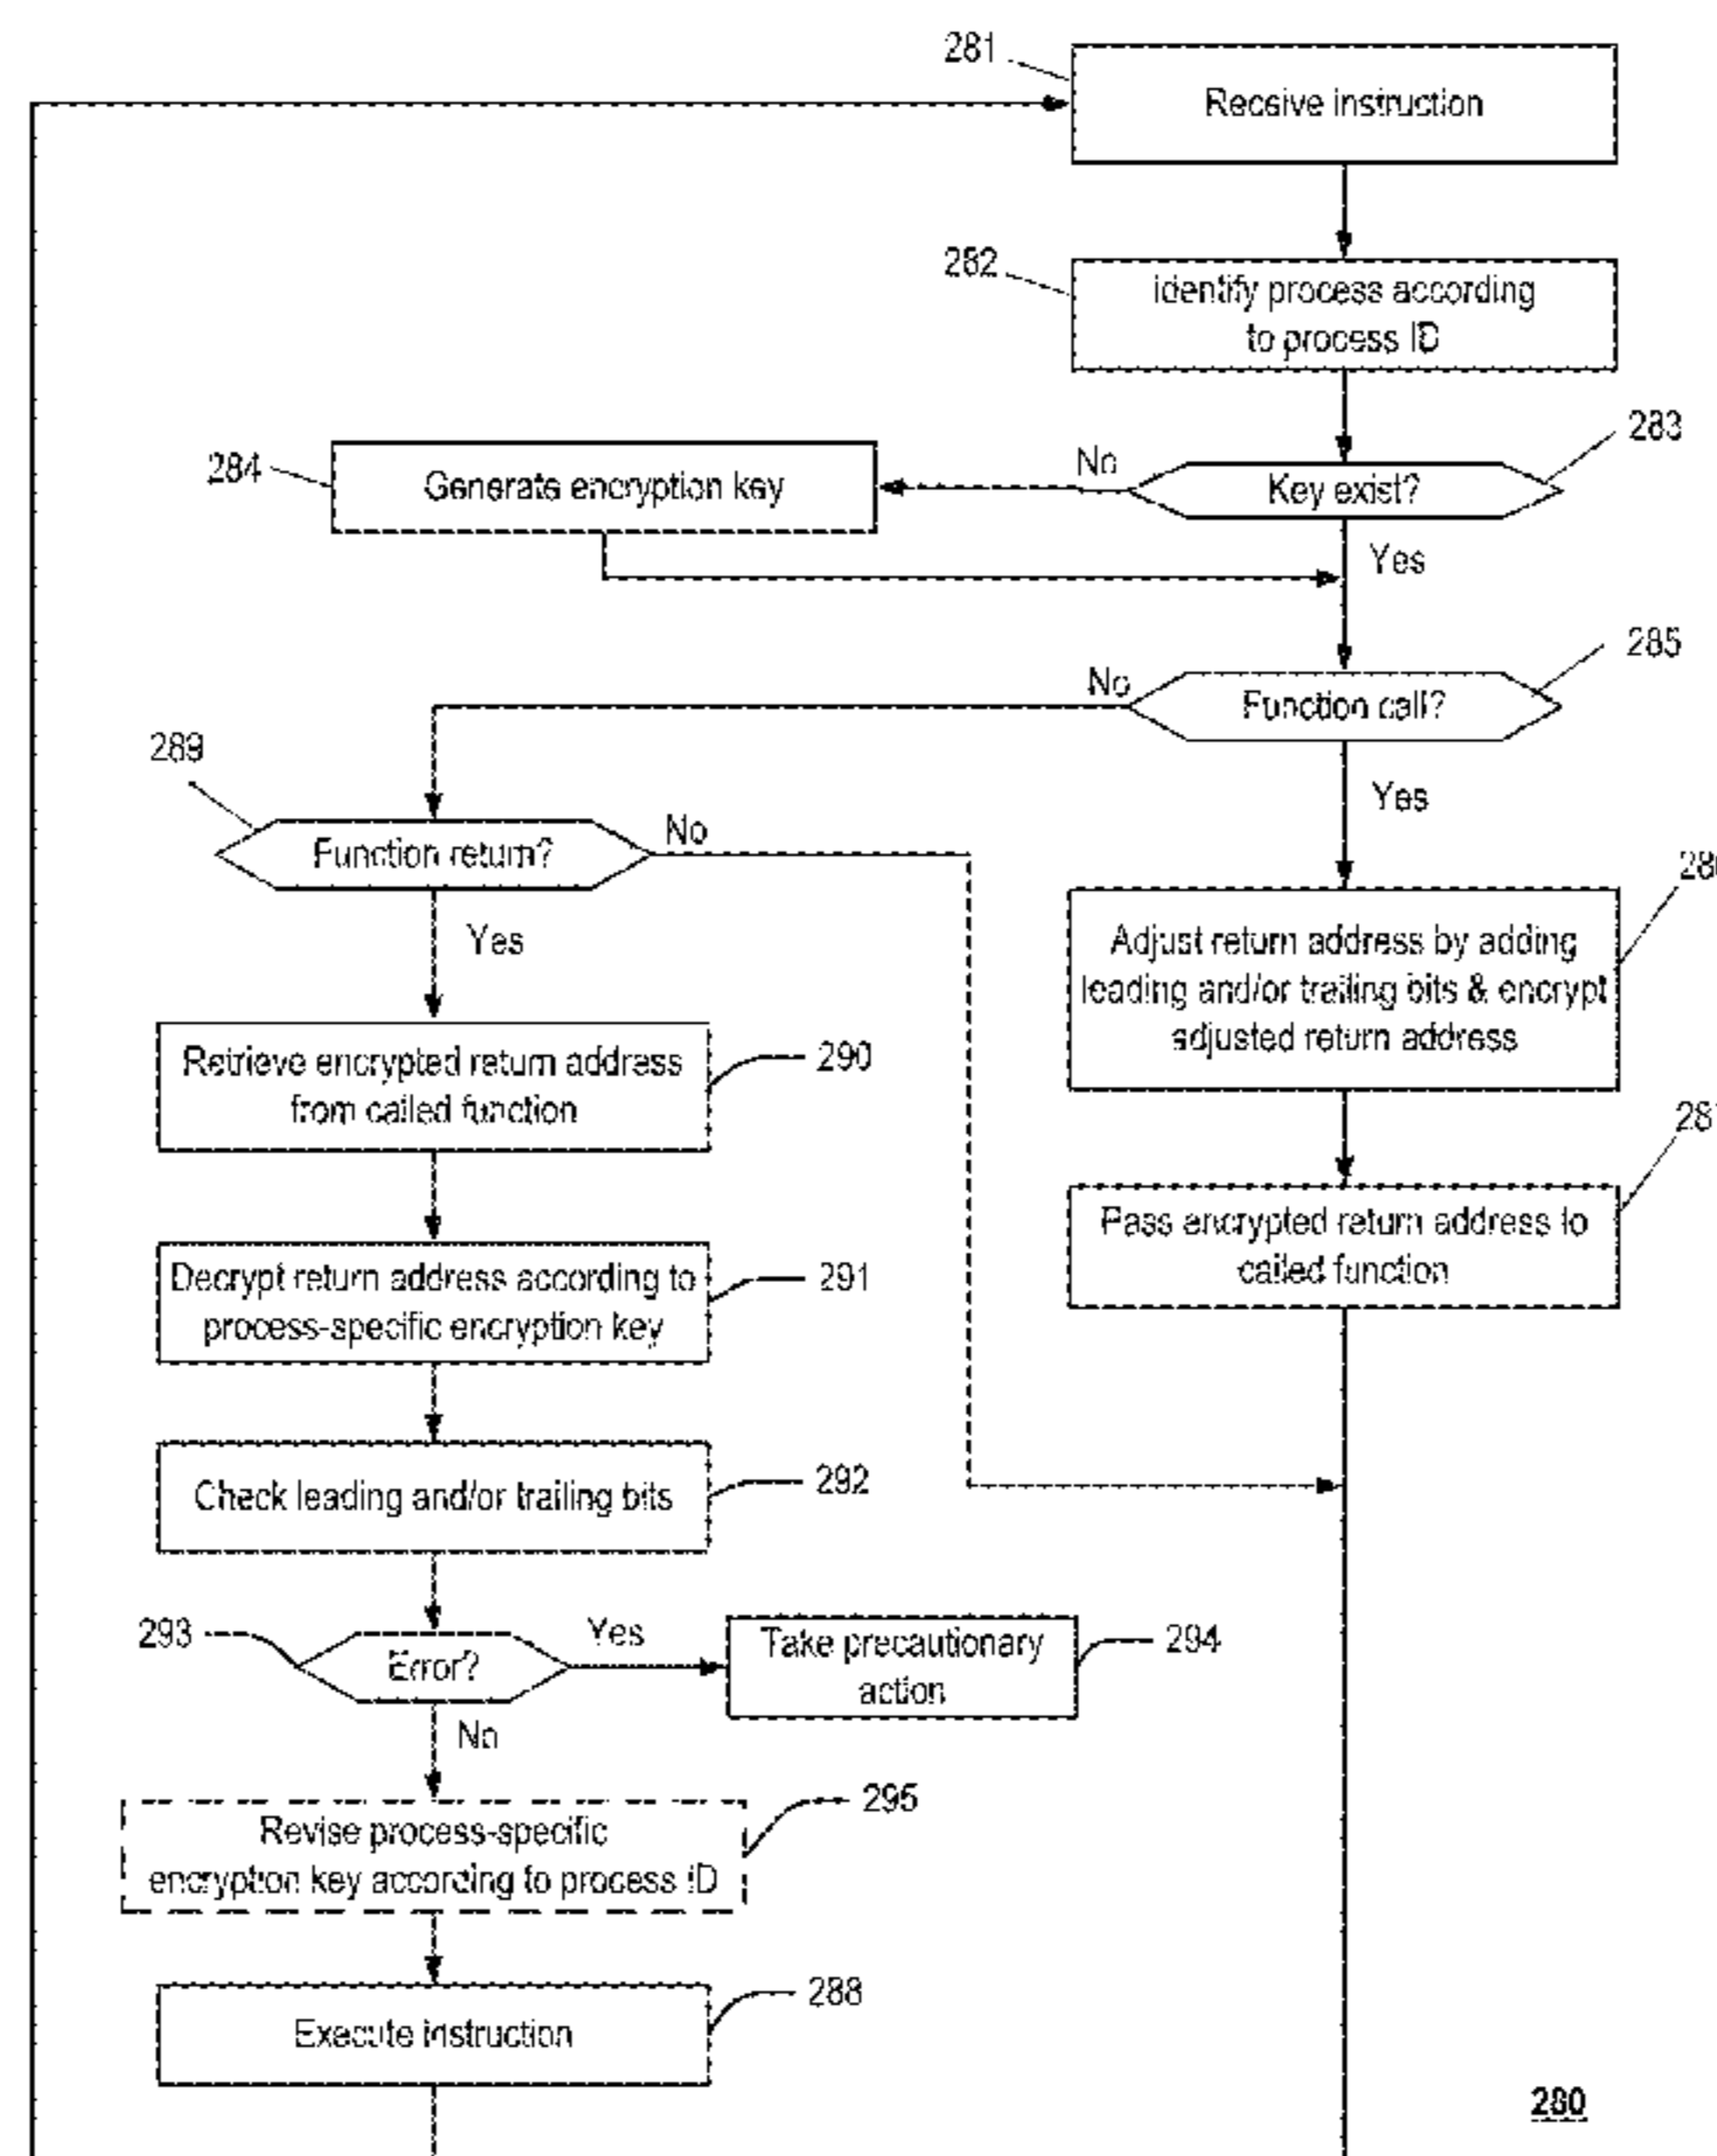 281
Receive instruction
282
Identify process according
to process ID
283
Key exist?
No
284
Generate encryption key
Yes
285
Function call?
No
289
Function return?
No
Yes
Yes
Adjust return address by adding
leading and/or trailing bits & encrypt
adjusted return address
Retrieve encrypted return address
from called function
290
Pass encrypted return address to
called function
Decrypt return address according to
process-specific encryption key
291
Check leading and/or trailing bits
292
293
Error?
Yes
Take precautionary
action
294
No
Revise process-specific
encryption key according to process ID
295
Execute instruction
288
280